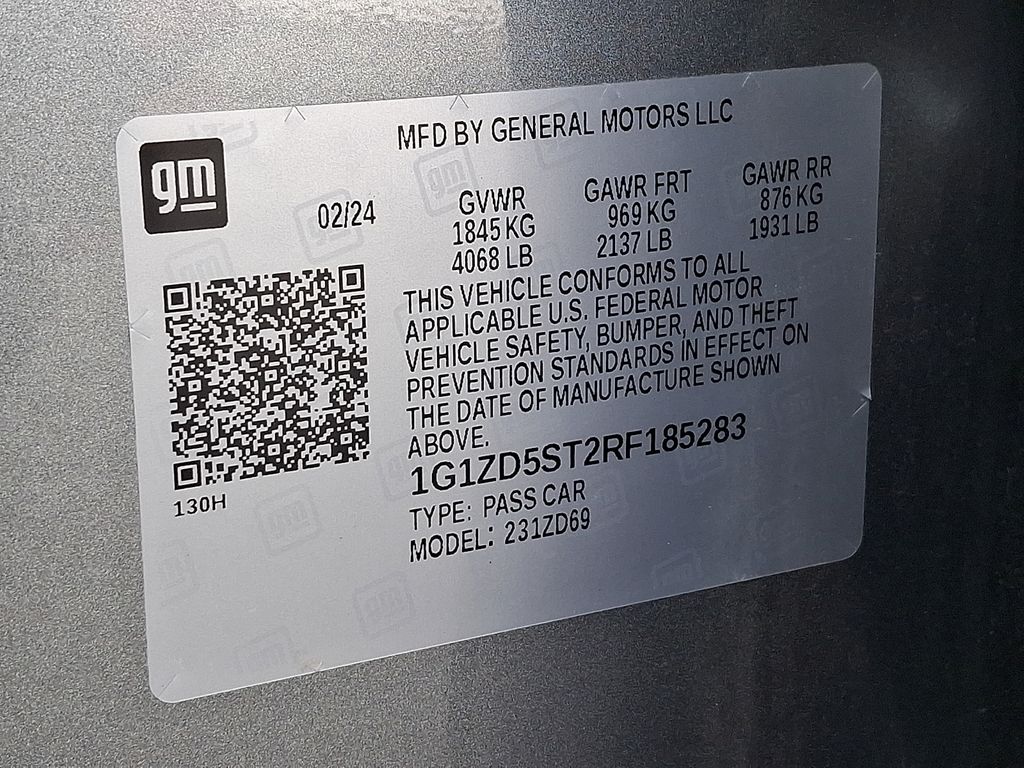 MFD BY GENERAL MOTORS LLC
gm
02/24
GVWR
1845 KG
4068 LB
GAWR FRT
969 KG
2137 LB
GAWR RR
876 KG
1931 LB
THIS VEHICLE CONFORMS TO ALL
APPLICABLE U.S. FEDERAL MOTOR
VEHICLE SAFETY, BUMPER, AND THEFT
PREVENTION STANDARDS IN EFFECT ON
THE DATE OF MANUFACTURE SHOWN
ABOVE.
1G1ZD5ST2RF185283
TYPE: PASS CAR
MODEL: 231ZD69
130H